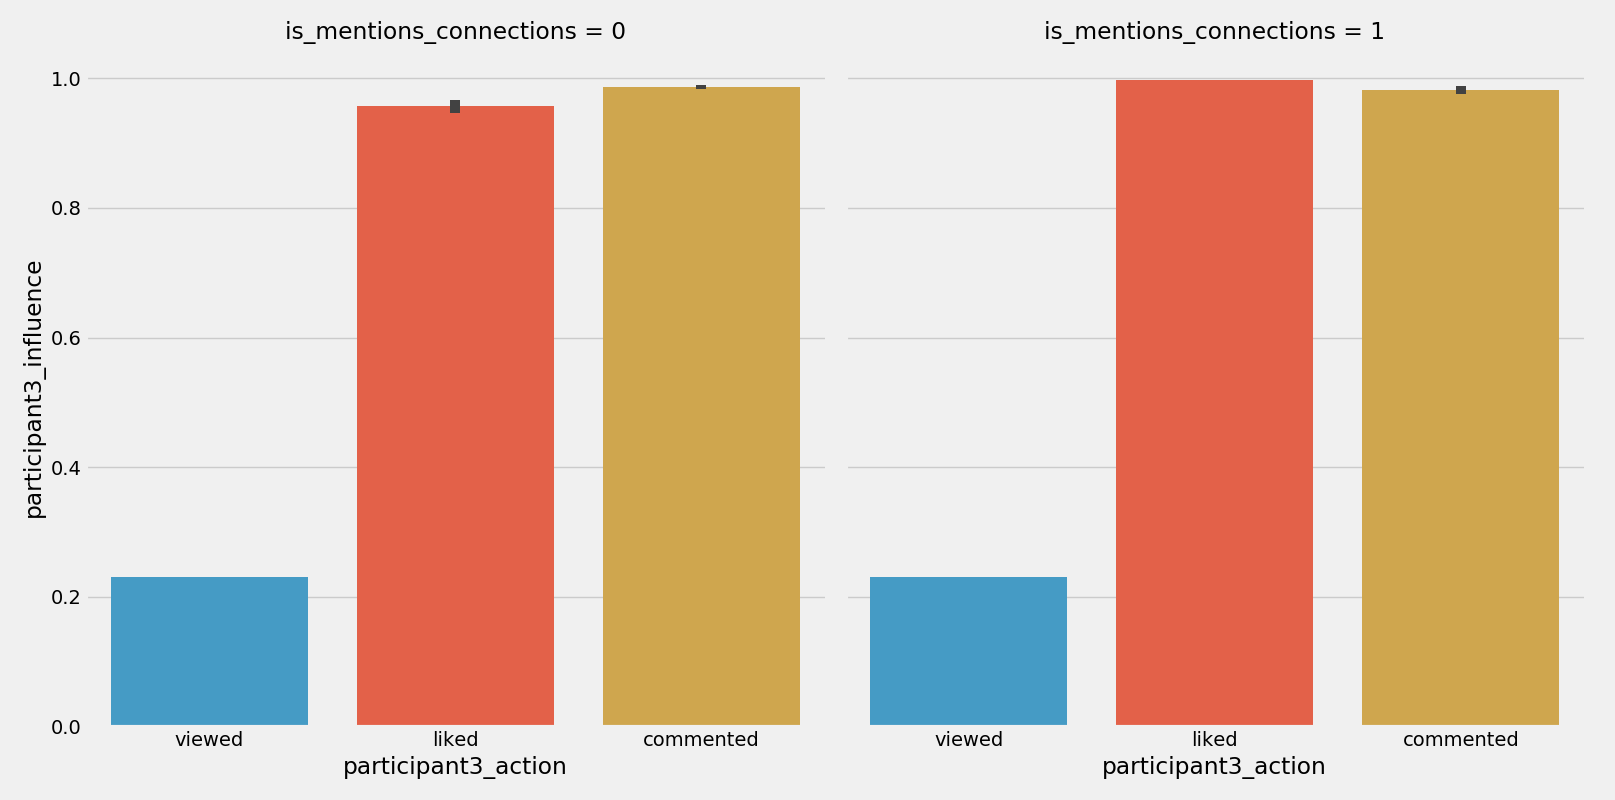 is_mentions_connections = 0
is_mentions_connections = 1
participant3_influence
1.0
0.8
0.6
0.4
0.2
0.0
viewed liked commented
viewed liked commented
participant3_action
participant3_action